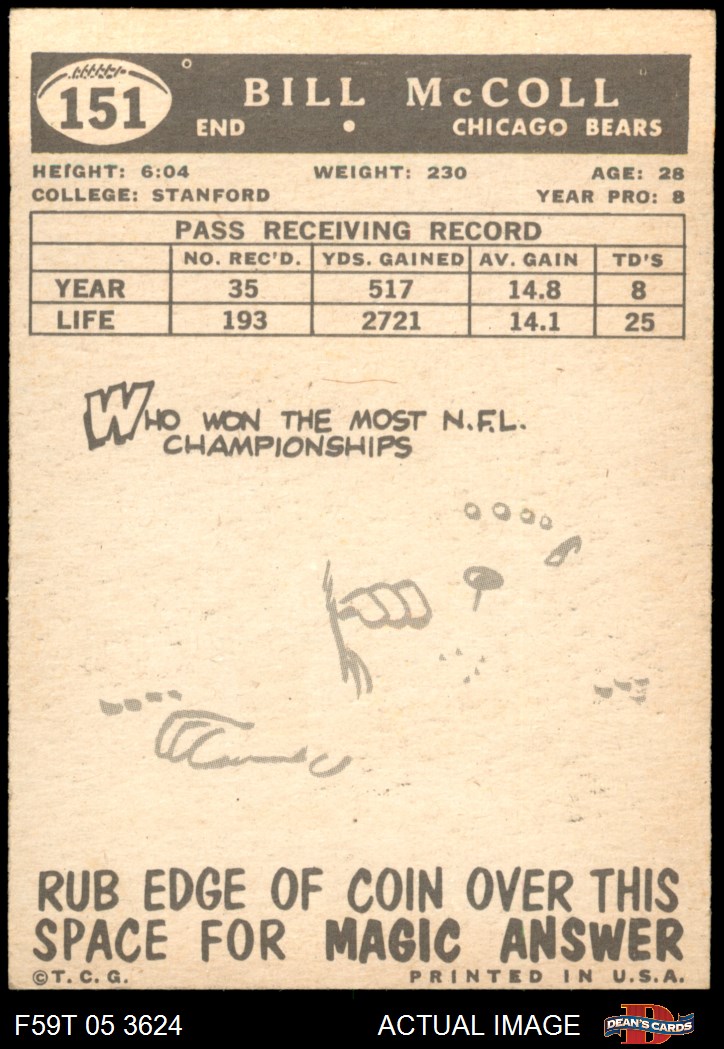 151
BILL McCOLL
END • CHICAGO BEARS
HEIGHT: 6:04 WEIGHT: 230 AGE: 28
COLLEGE: STANFORD YEAR PRO: 8
PASS RECEIVING RECORD
NO. REC'D. YDS. GAINED AV. GAIN TD'S
YEAR 35 517 14.8 8
LIFE 193 2721 14.1 25
WHO WON THE MOST N.F.L.
CHAMPIONSHIPS
RUB EDGE OF COIN OVER THIS
SPACE FOR MAGIC ANSWER
©T.C.G. PRINTED IN U.S.A.
F59T 05 3624 ACTUAL IMAGE D DEAN'S CARDS